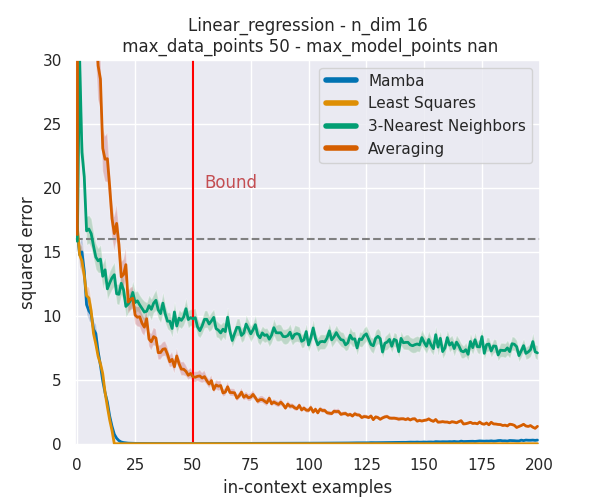 Linear_regression - n_dim 16
max_data_points 50 - max_model_points nan
30
25
20
15
10
5
0
squared error
Mamba
Least Squares
3-Nearest Neighbors
Averaging
Bound
0 25 50 75 100 125 150 175 200
in-context examples